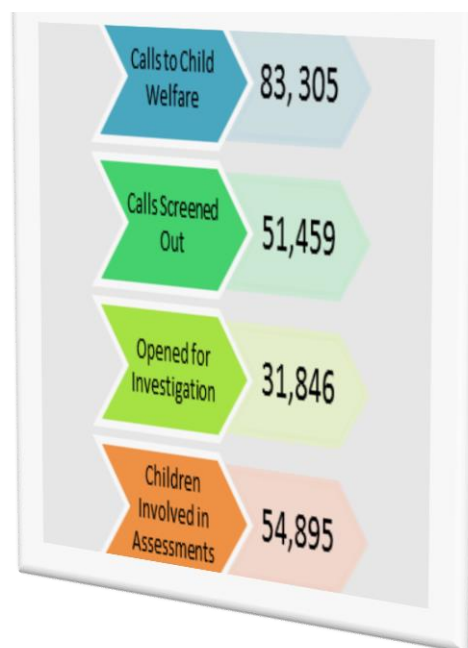 Calls to Child
Welfare
83, 305
Calls Screened
Out
51,459
Opened for
Investigation
31,846
Children
Involved in
Assessments
54,895